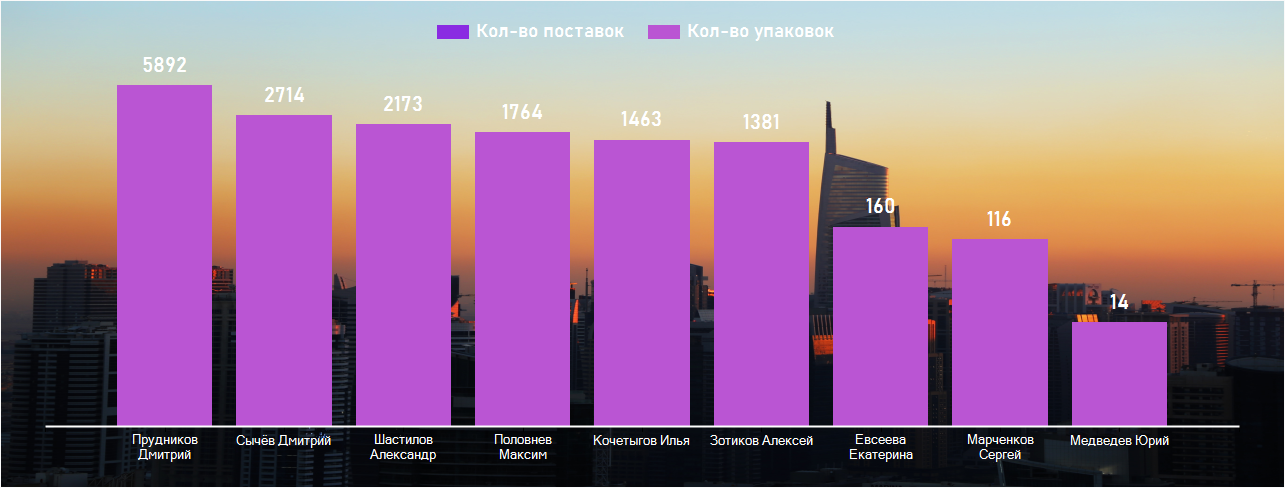 Кол-во поставок Кол-во упаковок
5892
2714
2173
1764
1463
1381
160
116
14
Прудников
Дмитрий
Сычёв Дмитрий
Шастилов
Александр
Половнев
Максим
Кочетыгов Илья
Зотиков Алексей
Евсеева
Екатерина
Марченков
Сергей
Медведев Юрий